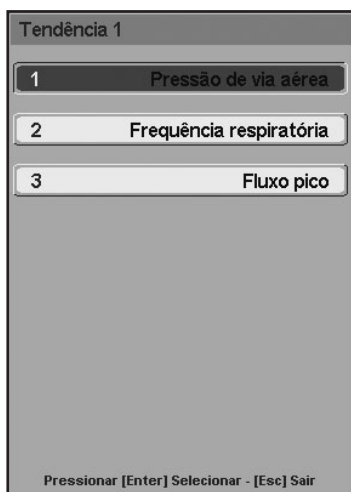 Tendência 1
1 Pressão de via aérea
2 Frequência respiratória
3 Fluxo pico
Pressionar [Enter] Selecionar - [Esc] Sair